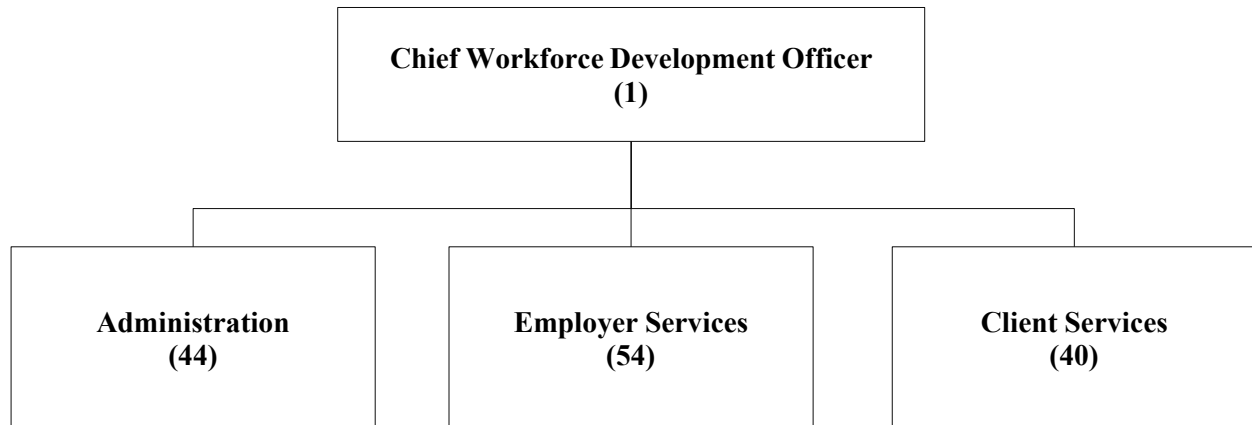 Chief Workforce Development Officer
(1)
Administration
(44)
Employer Services
(54)
Client Services
(40)